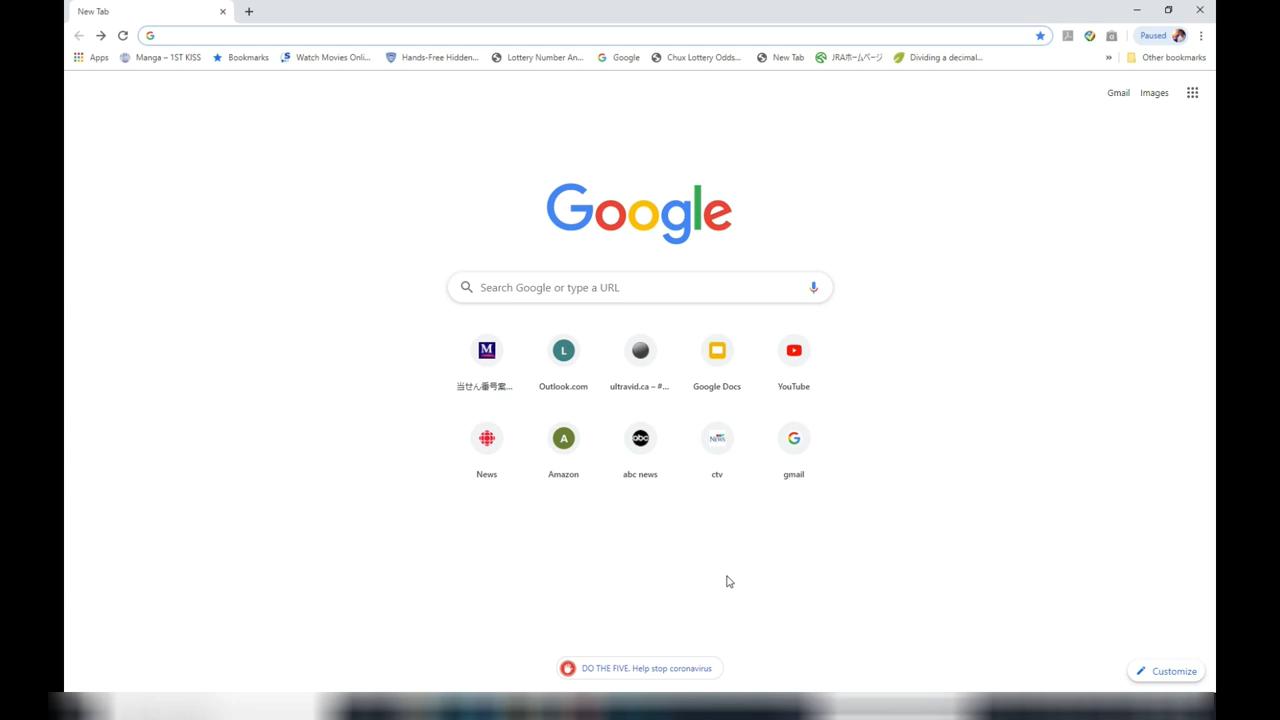 New Tab
Paused
Apps Manga – 1ST KISS Bookmarks Watch Movies Onli... Hands-Free Hidden... Lottery Number An... Google Chux Lottery Odds... New Tab JRAホームページ Dividing a decimal... » Other bookmarks
Gmail Images
Google
Search Google or type a URL
M L
当せん番号案... Outlook.com ultravid.ca – #... Google Docs YouTube
A abc NEWS G
News Amazon abc news ctv gmail
DO THE FIVE. Help stop coronavirus
Customize